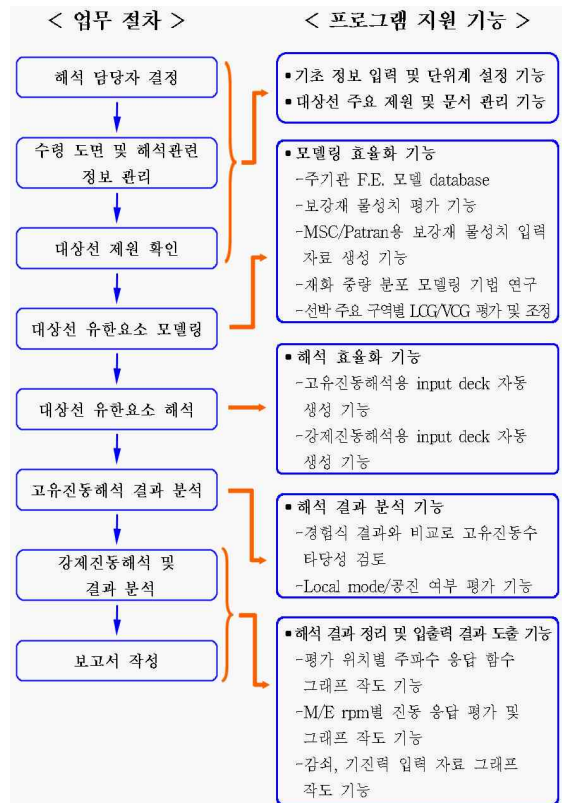 < 업무 절차 >
해석 담당자 결정
수령 도면 및 해석관련
정보 관리
대상선 제원 확인
대상선 유한요소 모델링
대상선 유한요소 해석
고유진동해석 결과 분석
강제진동해석 및
결과 분석
보고서 작성
< 프로그램 지원 기능 >
▪기초 정보 입력 및 단위계 설정 기능
▪대상선 주요 제원 및 문서 관리 기능
▪모델링 효율화 기능
-주기관 F.E. 모델 database
-보강재 물성치 평가 기능
-MSC/Patran용 보강재 물성치 입력
자료 생성 기능
-재화 중량 분포 모델링 기법 연구
-선박 주요 구역별 LCG/VCG 평가 및 조정
▪해석 효율화 기능
-고유진동해석용 input deck 자동
생성 기능
-강제진동해석용 input deck 자동
생성 기능
▪해석 결과 분석 기능
-경험식 결과와 비교로 고유진동수
타당성 검토
-Local mode/공진 여부 평가 기능
▪해석 결과 정리 및 입출력 결과 도출 기능
-평가 위치별 주파수 응답 함수
그래프 작도 기능
-M/E rpm별 진동 응답 평가 및
그래프 작도 기능
-감쇠, 기진력 입력 자료 그래프
작도 기능